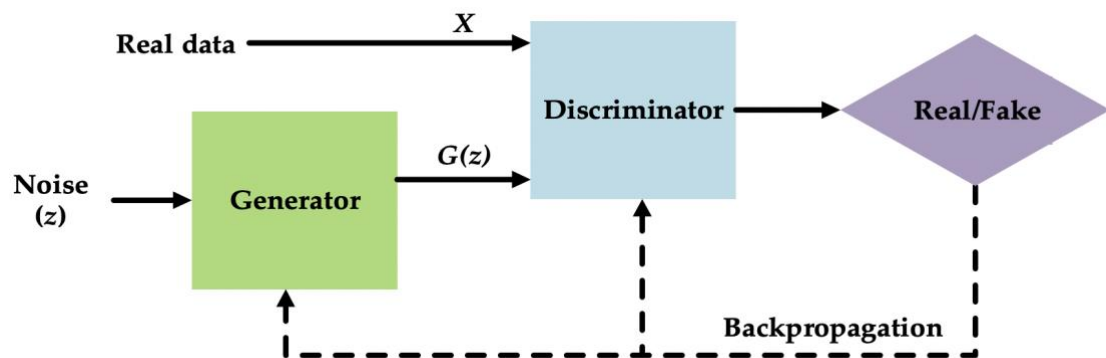 Real data
X
Discriminator
Real/Fake
Noise
(z)
Generator
G(z)
Backpropagation